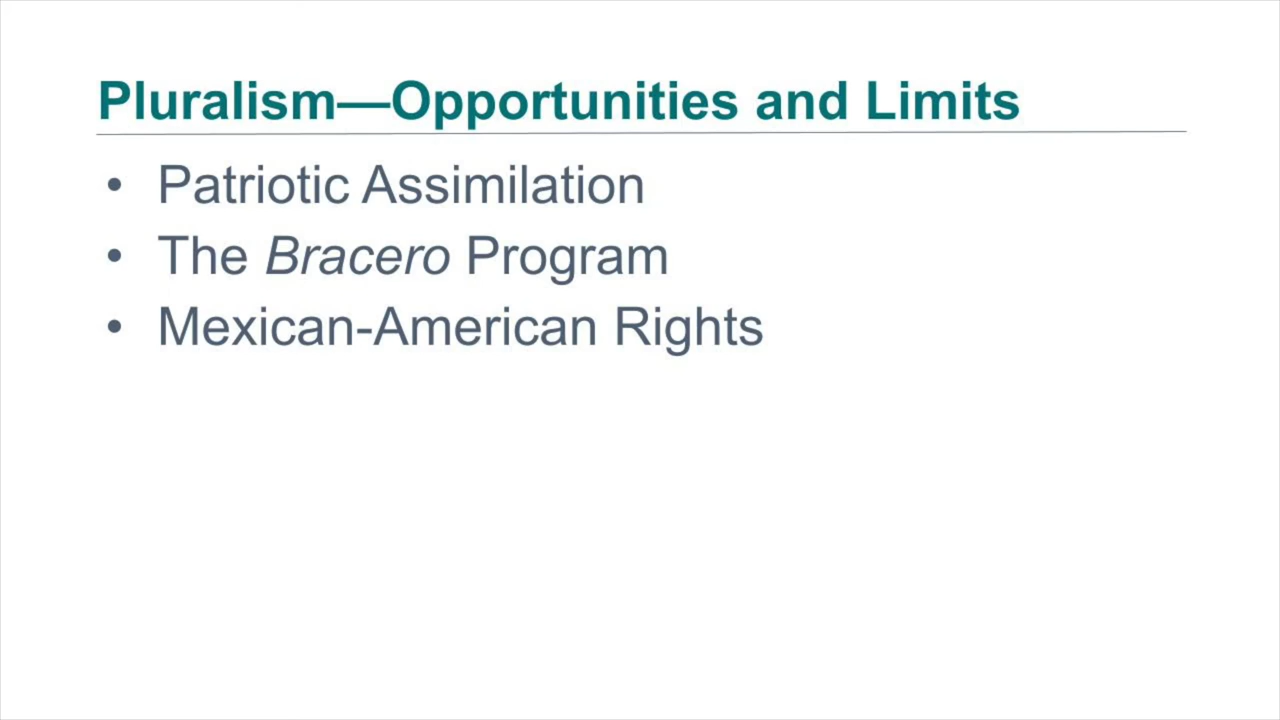 Pluralism—Opportunities and Limits
• Patriotic Assimilation
• The Bracero Program
• Mexican-American Rights